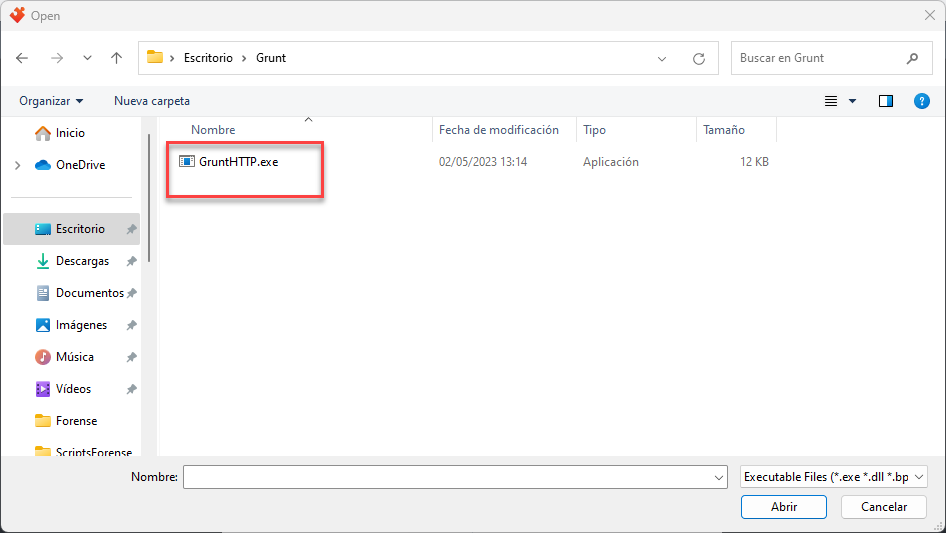 Open
Escritorio > Grunt
Buscar en Grunt
Organizar
Nueva carpeta
Inicio
OneDrive
Escritorio
Descargas
Documentos
Imágenes
Música
Vídeos
Forense
ScriptsForense
Nombre Fecha de modificación Tipo Tamaño
GruntHTTP.exe 02/05/2023 13:14 Aplicación 12 KB
Nombre:
Executable Files (*.exe *.dll *.bp
Abrir
Cancelar